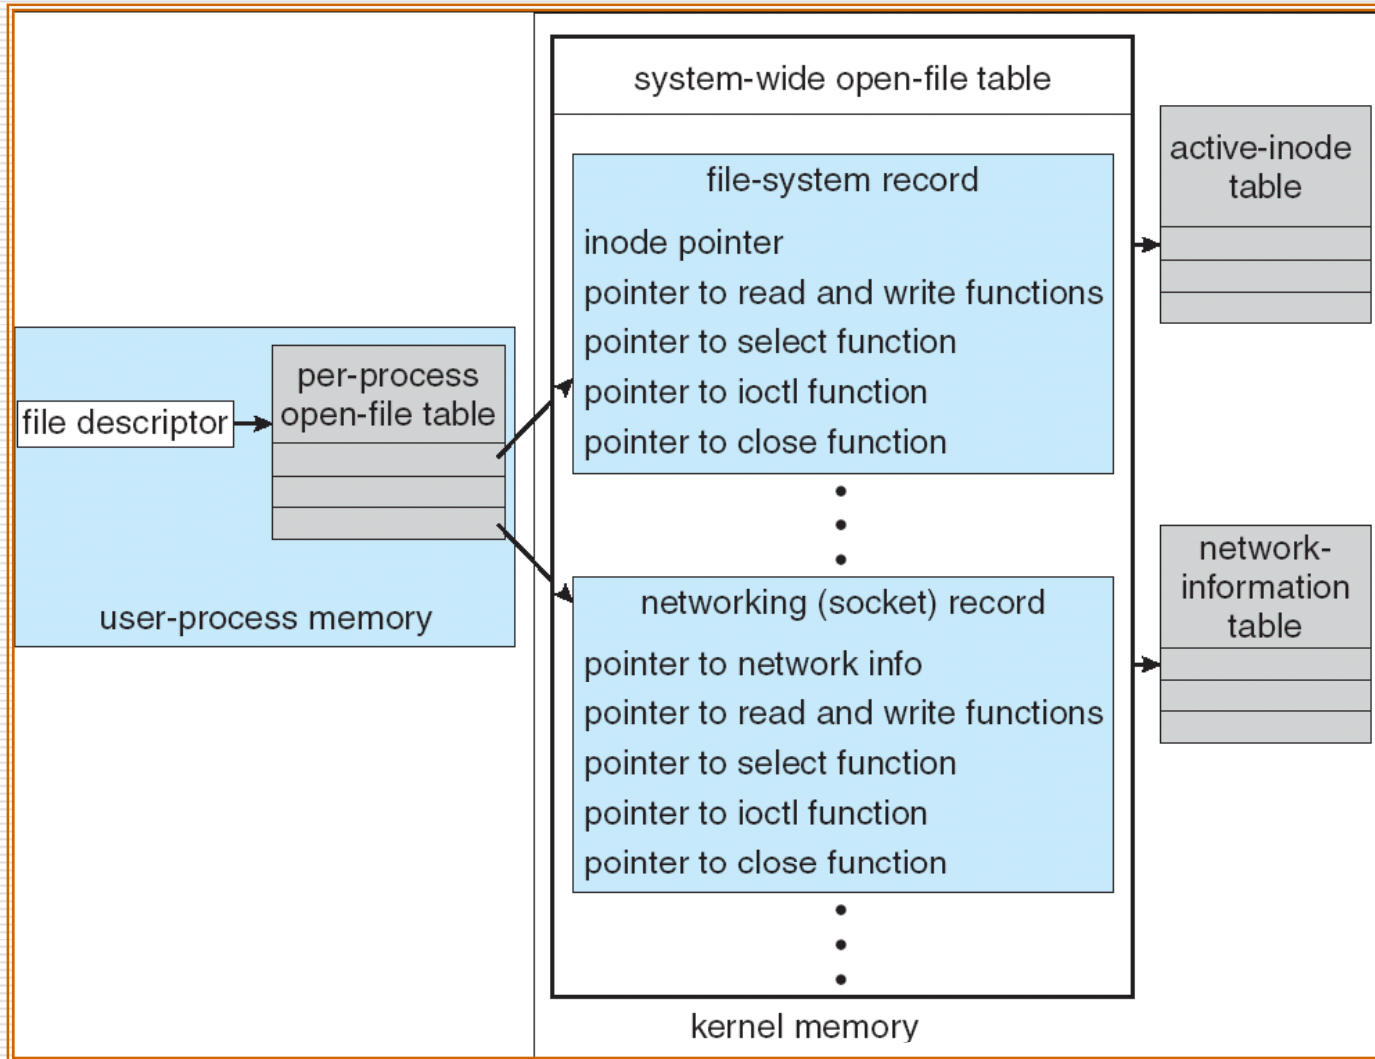 system-wide open-file table
file-system record
inode pointer
pointer to read and write functions
pointer to select function
pointer to ioctl function
pointer to close function
active-inode
table
file descriptor
per-process
open-file table
user-process memory
networking (socket) record
pointer to network info
pointer to read and write functions
pointer to select function
pointer to ioctl function
pointer to close function
network-
information
table
kernel memory